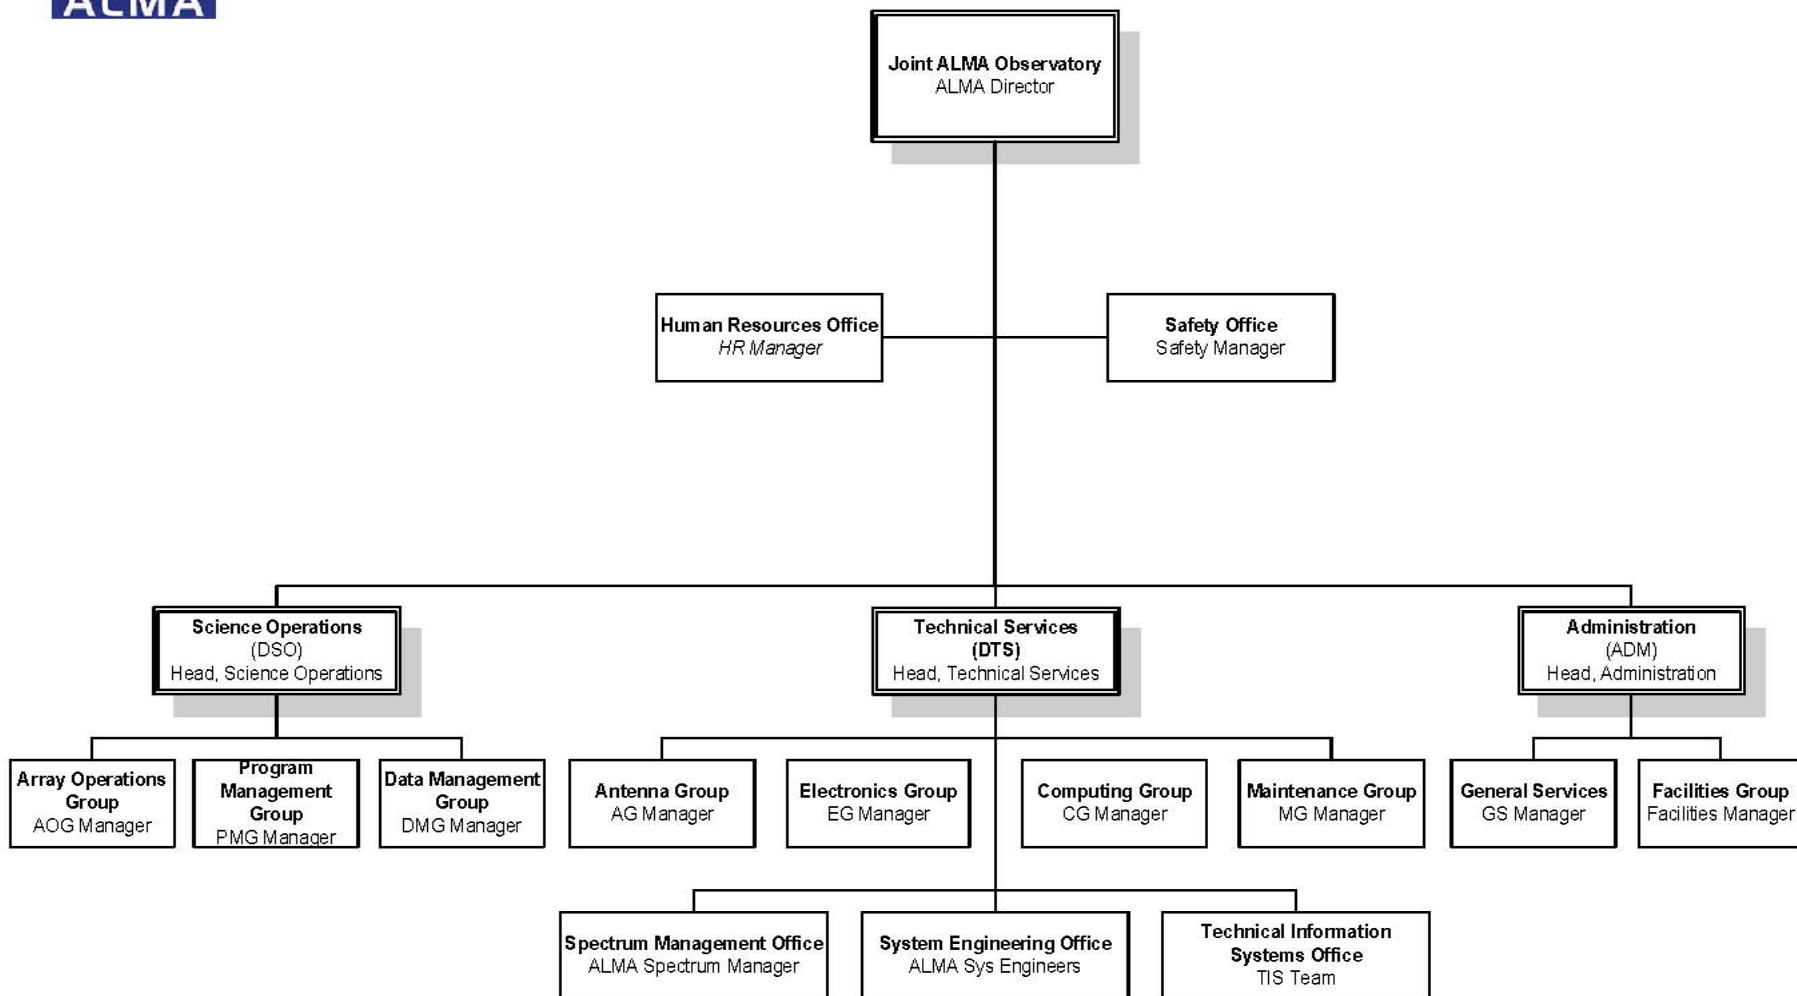 ALMA
Joint ALMA Observatory
ALMA Director
Human Resources Office
HR Manager
Safety Office
Safety Manager
Science Operations
(DSO)
Head, Science Operations
Technical Services
(DTS)
Head, Technical Services
Administration
(ADM)
Head, Administration
Array Operations
Group
AOG Manager
Program
Management
Group
PMG Manager
Data Management
Group
DMG Manager
Antenna Group
AG Manager
Electronics Group
EG Manager
Computing Group
CG Manager
Maintenance Group
MG Manager
General Services
GS Manager
Facilities Group
Facilities Manager
Spectrum Management Office
ALMA Spectrum Manager
System Engineering Office
ALMA Sys Engineers
Technical Information
Systems Office
TIS Team